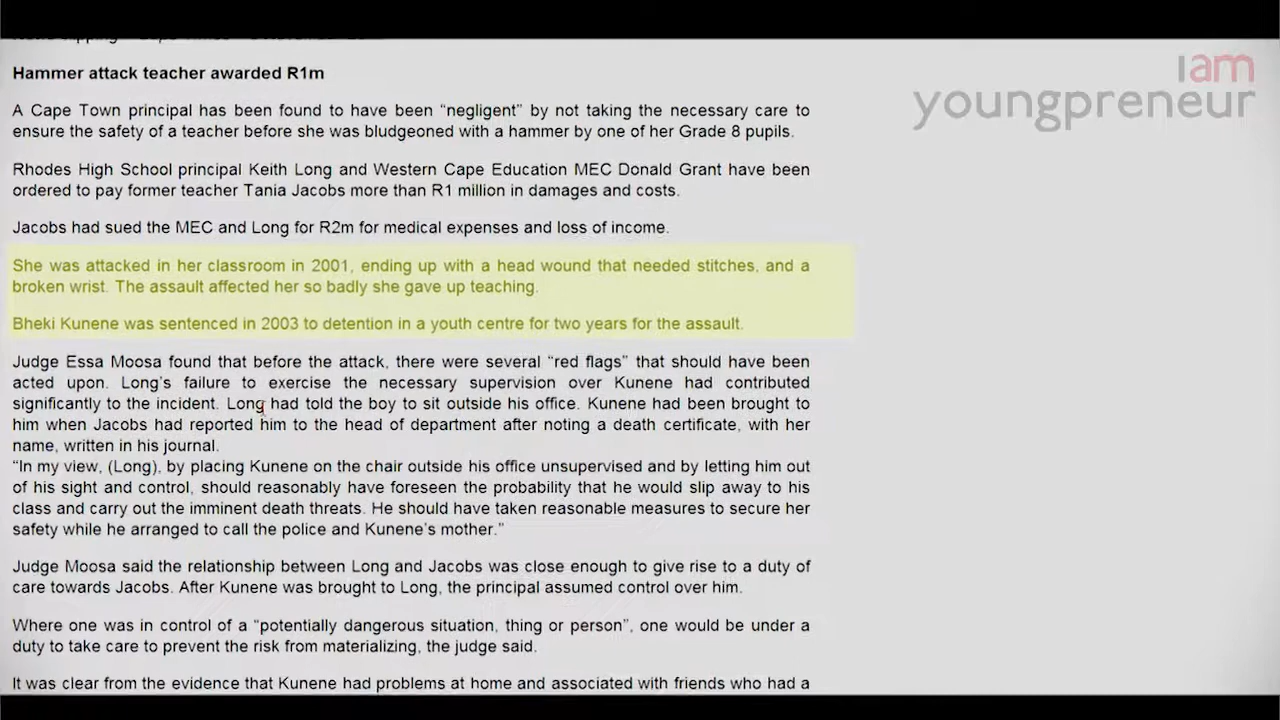 Hammer attack teacher awarded R1m
I am
youngpreneur
A Cape Town principal has been found to have been “negligent” by not taking the necessary care to
ensure the safety of a teacher before she was bludgeoned with a hammer by one of her Grade 8 pupils.
Rhodes High School principal Keith Long and Western Cape Education MEC Donald Grant have been
ordered to pay former teacher Tania Jacobs more than R1 million in damages and costs.
Jacobs had sued the MEC and Long for R2m for medical expenses and loss of income.
She was attacked in her classroom in 2001, ending up with a head wound that needed stitches, and a
broken wrist. The assault affected her so badly she gave up teaching.
Bheki Kunene was sentenced in 2003 to detention in a youth centre for two years for the assault.
Judge Essa Moosa found that before the attack, there were several “red flags” that should have been
acted upon. Long’s failure to exercise the necessary supervision over Kunene had contributed
significantly to the incident. Long had told the boy to sit outside his office. Kunene had been brought to
him when Jacobs had reported him to the head of department after noting a death certificate, with her
name, written in his journal.
“In my view, (Long), by placing Kunene on the chair outside his office unsupervised and by letting him out
of his sight and control, should reasonably have foreseen the probability that he would slip away to his
class and carry out the imminent death threats. He should have taken reasonable measures to secure her
safety while he arranged to call the police and Kunene’s mother.”
Judge Moosa said the relationship between Long and Jacobs was close enough to give rise to a duty of
care towards Jacobs. After Kunene was brought to Long, the principal assumed control over him.
Where one was in control of a “potentially dangerous situation, thing or person”, one would be under a
duty to take care to prevent the risk from materializing, the judge said.
It was clear from the evidence that Kunene had problems at home and associated with friends who had a